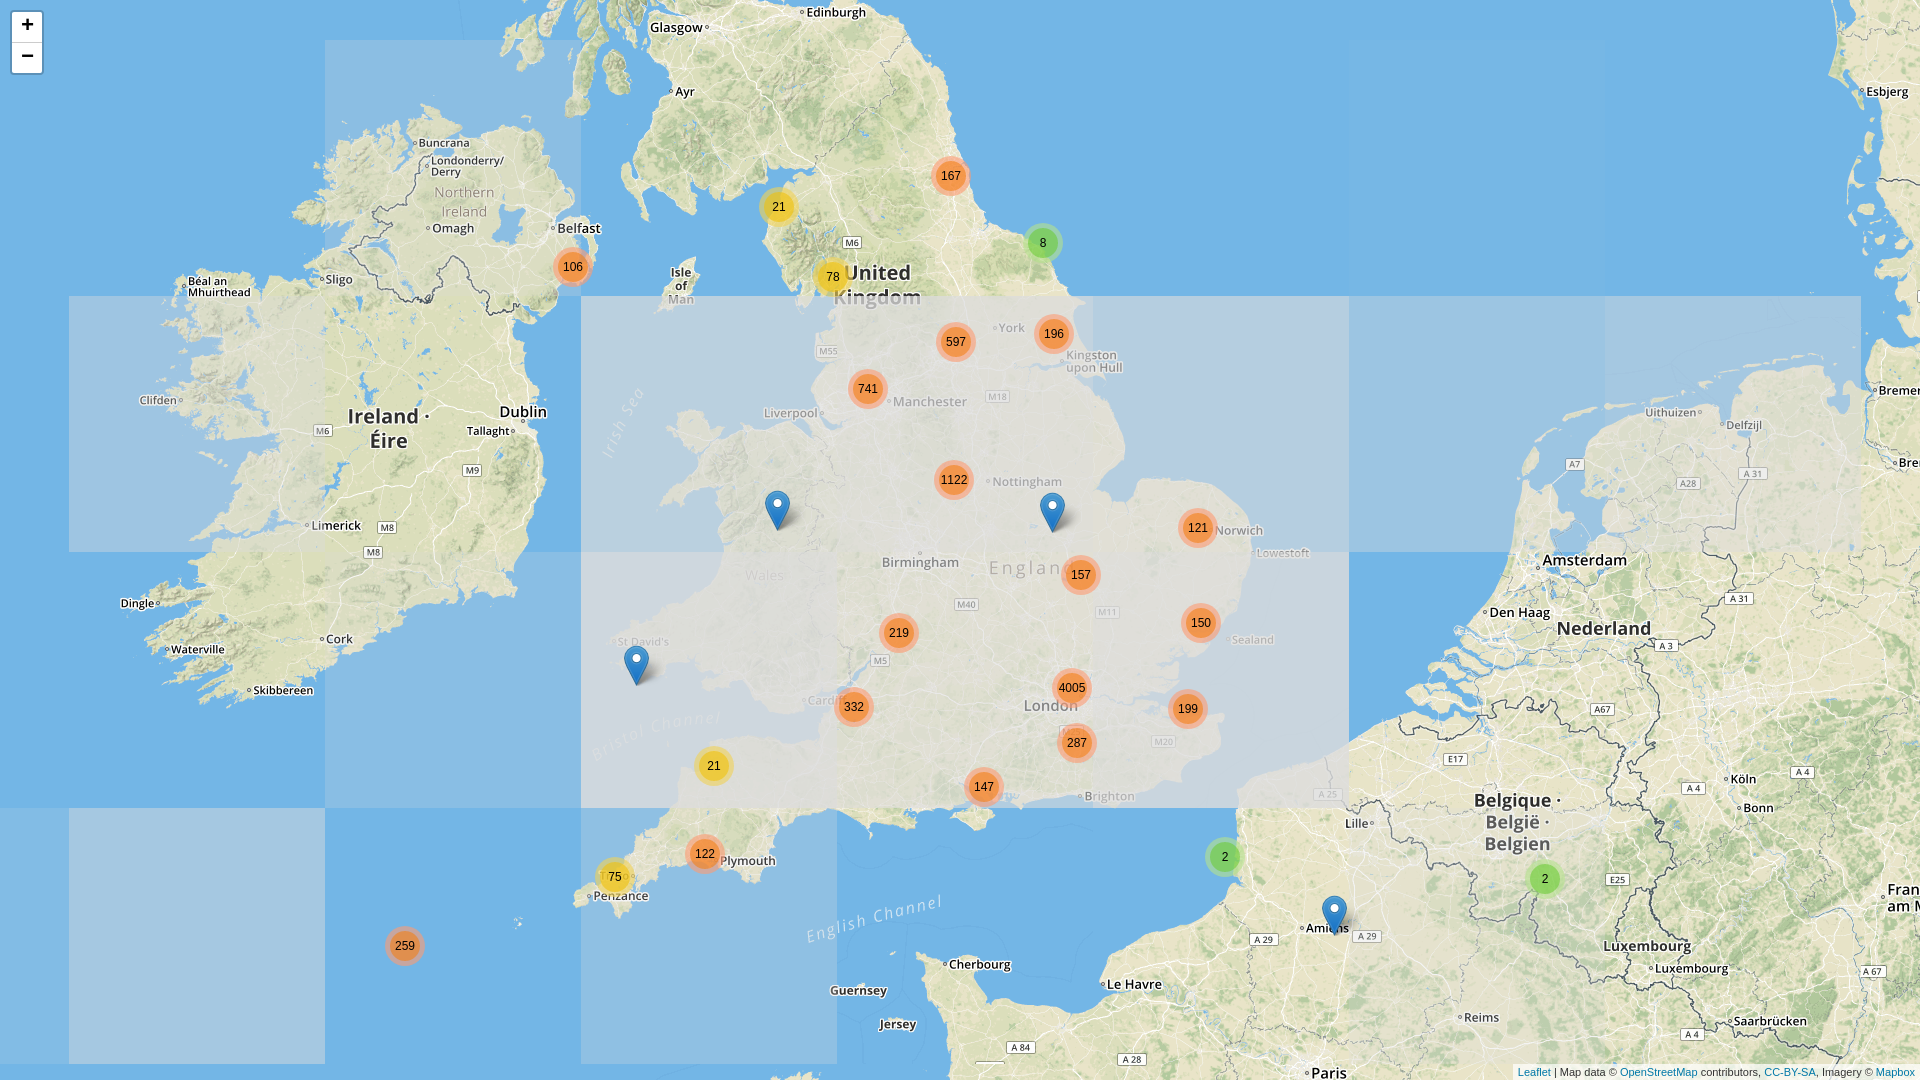 +
−
Edinburgh
Glasgow
Ayr
Esbjerg
Buncrana
Londonderry/
Derry
Northern
Ireland
Omagh
Belfast
167
21
8
M6
106
78
United
Kingdom
Isle
of
Man
Béal an
Mhuirthead
Sligo
York
196
597
M55
Kingston
upon Hull
741
Manchester
M18
Liverpool
Irish Sea
Clifden
Ireland ·
Éire
Dublin
Tallaght
M6
M9
Uithuizen
Delfzijl
Bremen
A7
A 31
A28
Bre
1122
Nottingham
121
Norwich
Lowestoft
Limerick
M8
M8
Birmingham
England
157
Wales
M40
M11
Amsterdam
A 31
Den Haag
Nederland
A 3
Dingle
Cork
Waterville
Skibbereen
219
150
Sealand
St David's
M5
4005
London
Cardiff
332
199
287
M20
Bristol Channel
A67
E17
21
147
Brighton
A 25
Köln
A 4
A 4
Bonn
Belgique ·
België ·
Belgien
Lille
122
Plymouth
75
Penzance
2
2
E25
Fran
am M
English Channel
Amiens
A 29
A 29
259
Luxembourg
Luxembourg
A 67
Cherbourg
Le Havre
Guernsey
Jersey
Reims
Saarbrücken
A 4
A 84
A 28
Paris
Leaflet | Map data © OpenStreetMap contributors, CC-BY-SA, Imagery © Mapbox